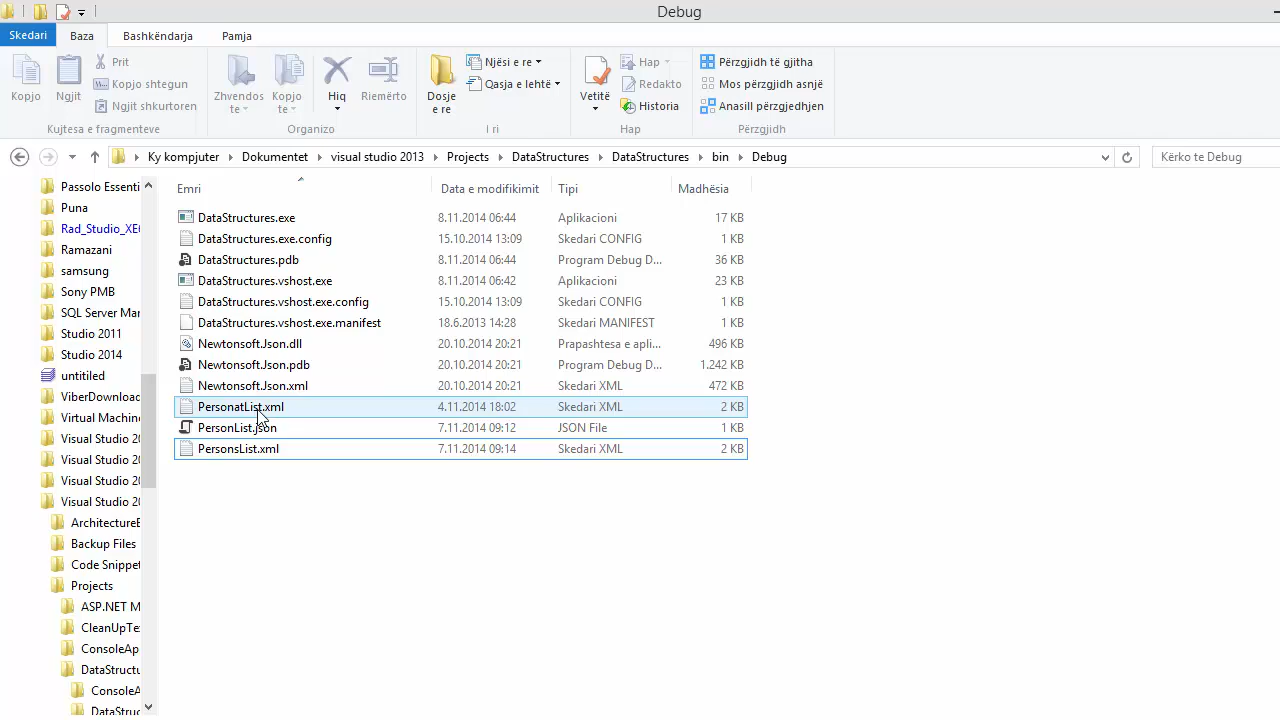 Debug
Skedari Baza Bashkëndarja Pamja
Kopjo
Ngjit
Prit
Kopjo shtegun
Ngjit shkurtoren
Kujtesa e fragmenteve
Zhvendos te
Kopjo te
Hiq
Riemërto
Organizo
Dosje e re
Njësi e re
Qasja e lehtë
I ri
Vetitë
Hap
Redakto
Historia
Hap
Përzgjidh të gjitha
Mos përzgjidh asnjë
Anasill përzgjedhjen
Përzgjidh
Ky kompjuter Dokumentet visual studio 2013 Projects DataStructures DataStructures bin Debug
Kërko te Debug
Passolo Essenti
Puna
Rad_Studio_XE
Ramazani
samsung
Sony PMB
SQL Server Mar
Studio 2011
Studio 2014
untitled
ViberDownload
Virtual Machine
Visual Studio 20
Visual Studio 20
Visual Studio 20
Visual Studio 20
ArchitectureE
Backup Files
Code Snippet
Projects
ASP.NET M
CleanUpTe
ConsoleAp
DataStructu
ConsoleA
DataStruc
Emri Data e modifikimit Tipi Madhësia
DataStructures.exe 8.11.2014 06:44 Aplikacioni 17 KB
DataStructures.exe.config 15.10.2014 13:09 Skedari CONFIG 1 KB
DataStructures.pdb 8.11.2014 06:44 Program Debug D... 36 KB
DataStructures.vshost.exe 8.11.2014 06:42 Aplikacioni 23 KB
DataStructures.vshost.exe.config 15.10.2014 13:09 Skedari CONFIG 1 KB
DataStructures.vshost.exe.manifest 18.6.2013 14:28 Skedari MANIFEST 1 KB
Newtonsoft.Json.dll 20.10.2014 20:21 Prapashtesa e apli... 496 KB
Newtonsoft.Json.pdb 20.10.2014 20:21 Program Debug D... 1.242 KB
Newtonsoft.Json.xml 20.10.2014 20:21 Skedari XML 472 KB
PersonatList.xml 4.11.2014 18:02 Skedari XML 2 KB
PersonList.json 7.11.2014 09:12 JSON File 1 KB
PersonsList.xml 7.11.2014 09:14 Skedari XML 2 KB